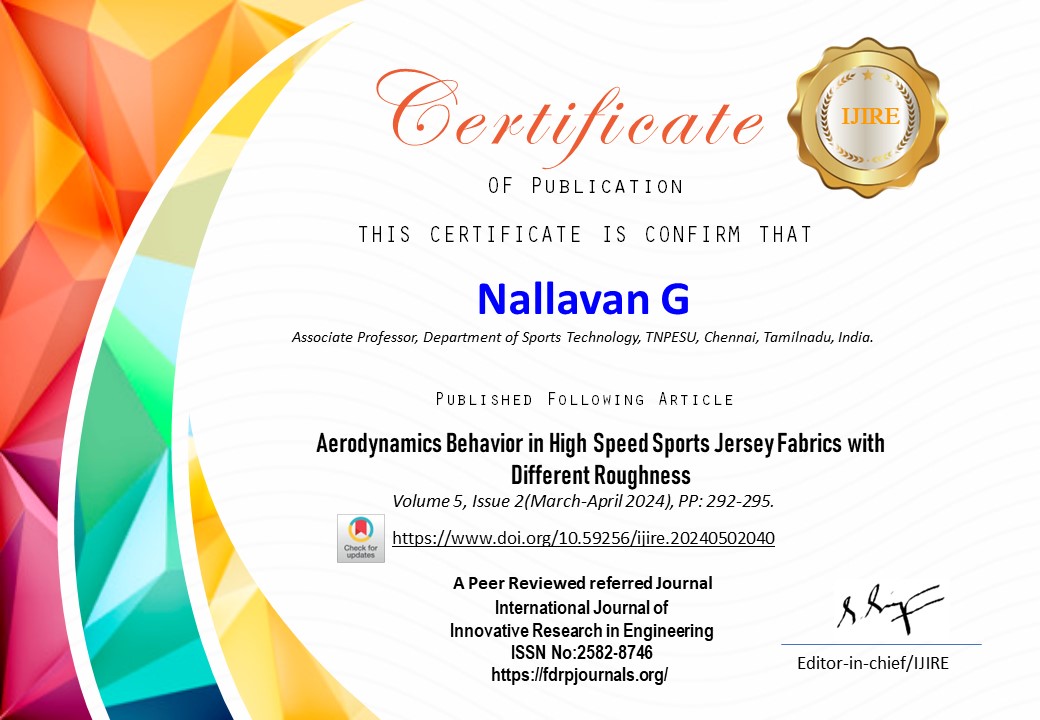 Certificate
IJIRE
OF PUBLICATION
THIS CERTIFICATE IS CONFIRM THAT
Nallavan G
Associate Professor, Department of Sports Technology, TNPESU, Chennai, Tamilnadu, India.
PUBLISHED FOLLOWING ARTICLE
Aerodynamics Behavior in High Speed Sports Jersey Fabrics with
Different Roughness
Volume 5, Issue 2(March-April 2024), PP: 292-295.
Check for
updates
https://www.doi.org/10.59256/ijire.20240502040
A Peer Reviewed referred Journal
International Journal of
Innovative Research in Engineering
ISSN No:2582-8746
https://fdrpjournals.org/
Editor-in-chief/IJIRE